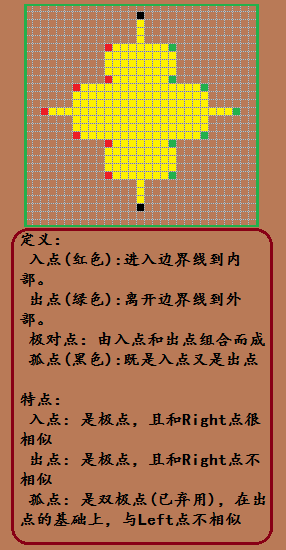 定义：
入点(红色)：进入边界线到内
部。
出点(绿色)：离开边界线到外
部。
极对点：由入点和出点组合而成
孤点(黑色)：既是入点又是出点
特点：
入点：是极点，且和Right点很
相似
出点：是极点，且和Right点不
相似
孤点：是双极点(已弃用)，在出
点的基础上，与Left点不相似